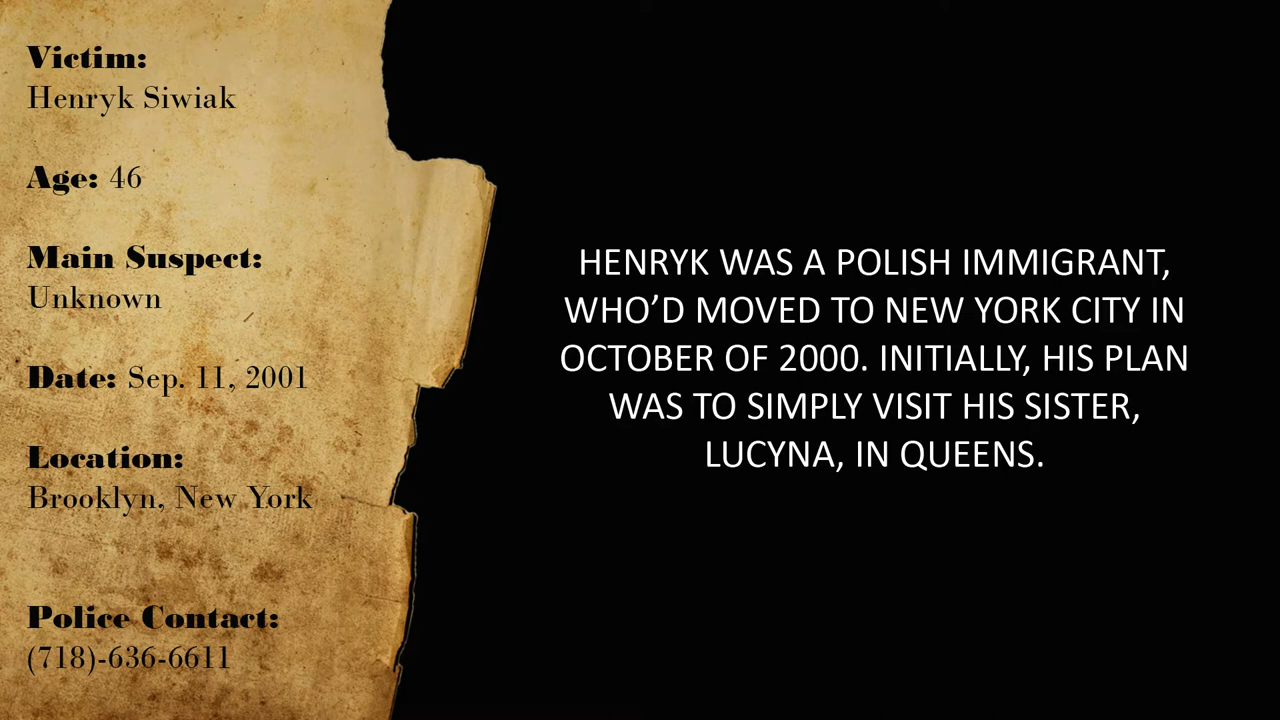 Victim:
Henryk Siwiak
Age: 46
Main Suspect:
Unknown
Date: Sep. 11, 2001
Location:
Brooklyn, New York
Police Contact:
(718)-636-6611
HENRYK WAS A POLISH IMMIGRANT,
WHO’D MOVED TO NEW YORK CITY IN
OCTOBER OF 2000. INITIALLY, HIS PLAN
WAS TO SIMPLY VISIT HIS SISTER,
LUCYNA, IN QUEENS.